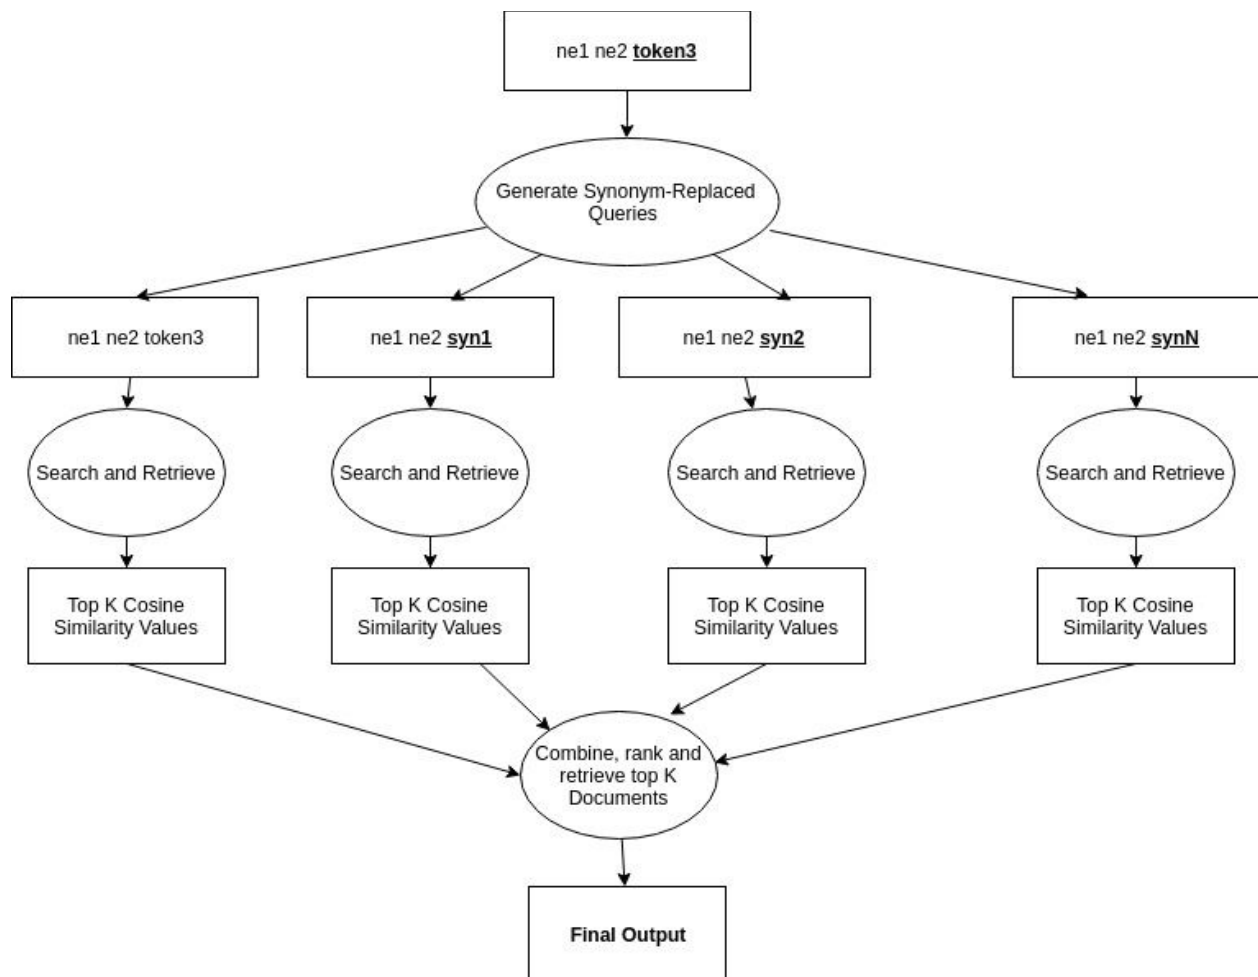 ne1 ne2 token3
Generate Synonym-Replaced
Queries
ne1 ne2 token3
ne1 ne2 syn1
ne1 ne2 syn2
ne1 ne2 synN
Search and Retrieve
Search and Retrieve
Search and Retrieve
Search and Retrieve
Top K Cosine
Similarity Values
Top K Cosine
Similarity Values
Top K Cosine
Similarity Values
Top K Cosine
Similarity Values
Combine, rank and
retrieve top K
Documents
Final Output